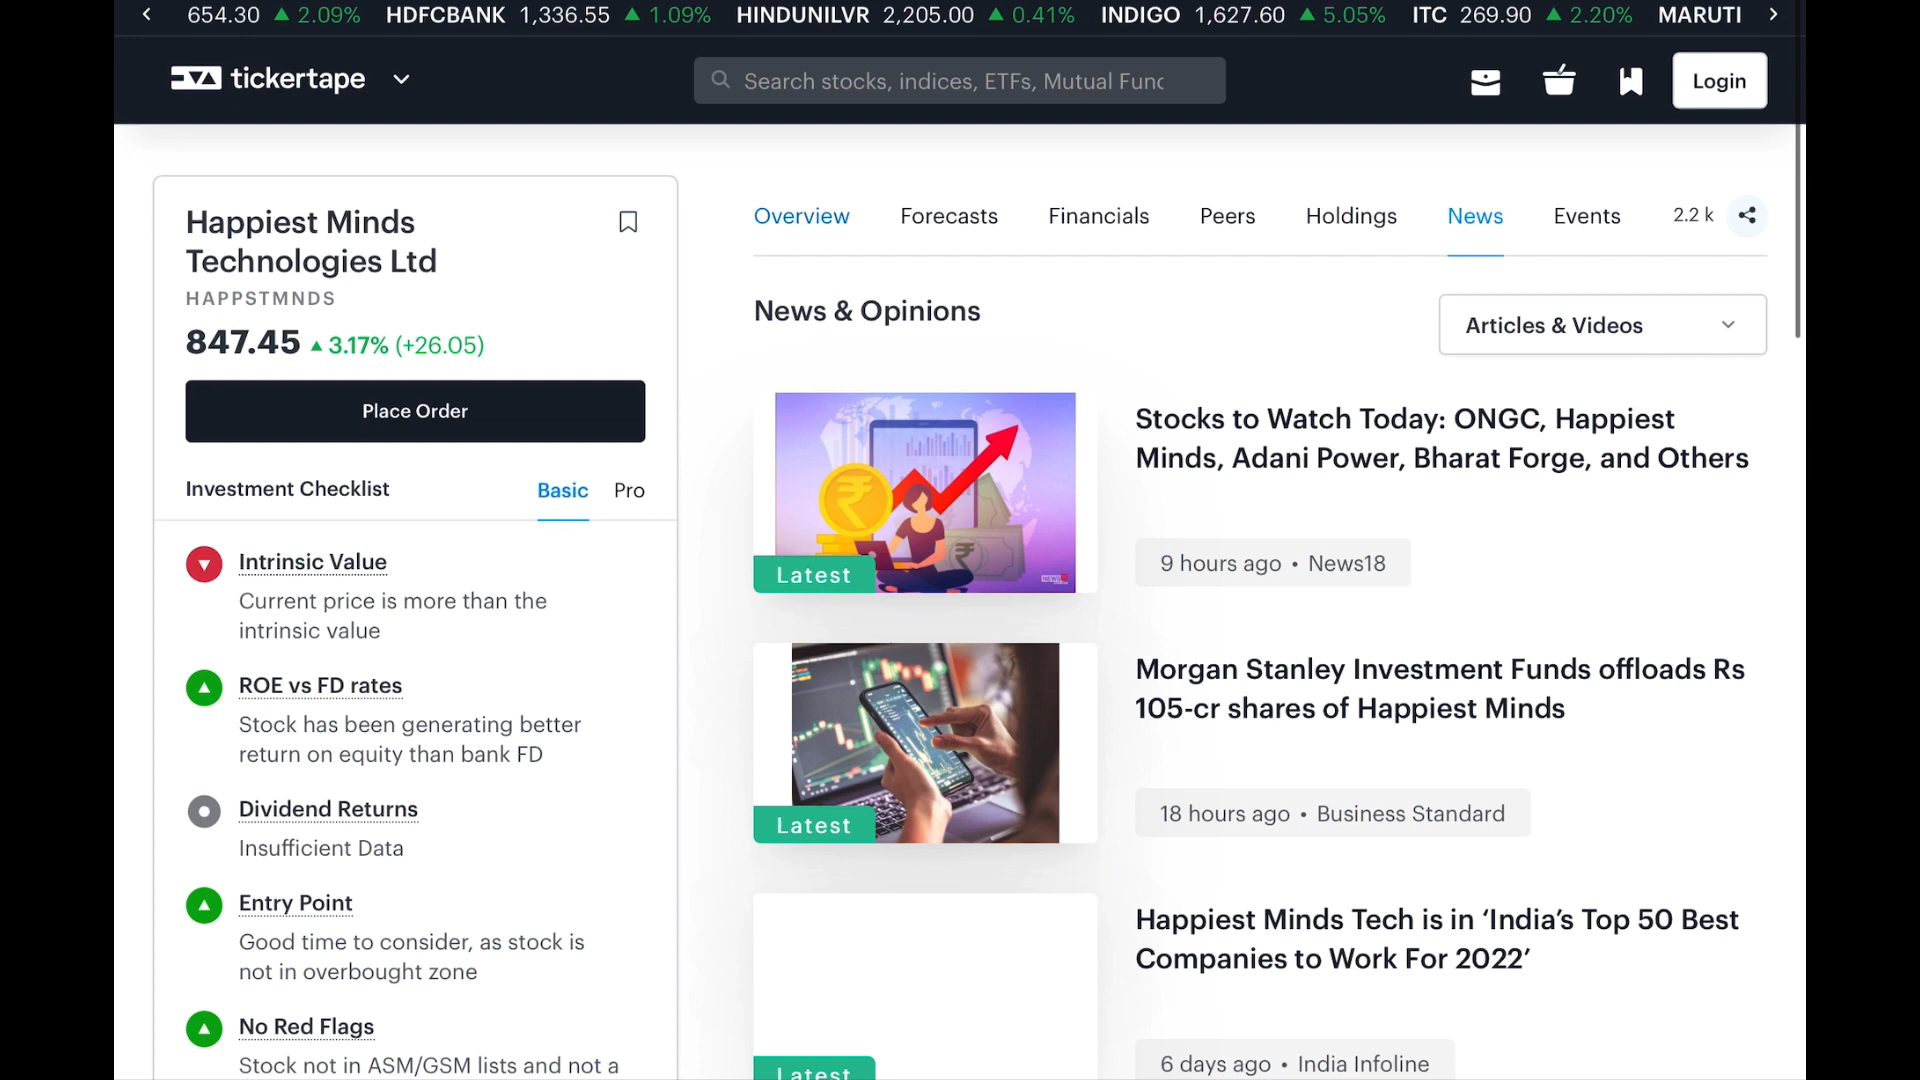 654.30 ▲ 2.09% HDFCBANK 1,336.55 ▲ 1.09% HINDUNILVR 2,205.00 ▲ 0.41% INDIGO 1,627.60 ▲ 5.05% ITC 269.90 ▲ 2.20% MARUTI
tickertape
Search stocks, indices, ETFs, Mutual Func
Login
Happiest Minds
Technologies Ltd
HAPPSTMNDS
847.45 ▲ 3.17% (+26.05)
Place Order
Investment Checklist
Basic
Pro
Intrinsic Value
Current price is more than the
intrinsic value
ROE vs FD rates
Stock has been generating better
return on equity than bank FD
Dividend Returns
Insufficient Data
Entry Point
Good time to consider, as stock is
not in overbought zone
No Red Flags
Stock not in ASM/GSM lists and not a
Overview Forecasts Financials Peers Holdings News Events 2.2 k
News & Opinions
Articles & Videos
Latest
Stocks to Watch Today: ONGC, Happiest
Minds, Adani Power, Bharat Forge, and Others
9 hours ago • News18
Latest
Morgan Stanley Investment Funds offloads Rs
105-cr shares of Happiest Minds
18 hours ago • Business Standard
Latest
Happiest Minds Tech is in ‘India’s Top 50 Best
Companies to Work For 2022’
6 days ago • India Infoline